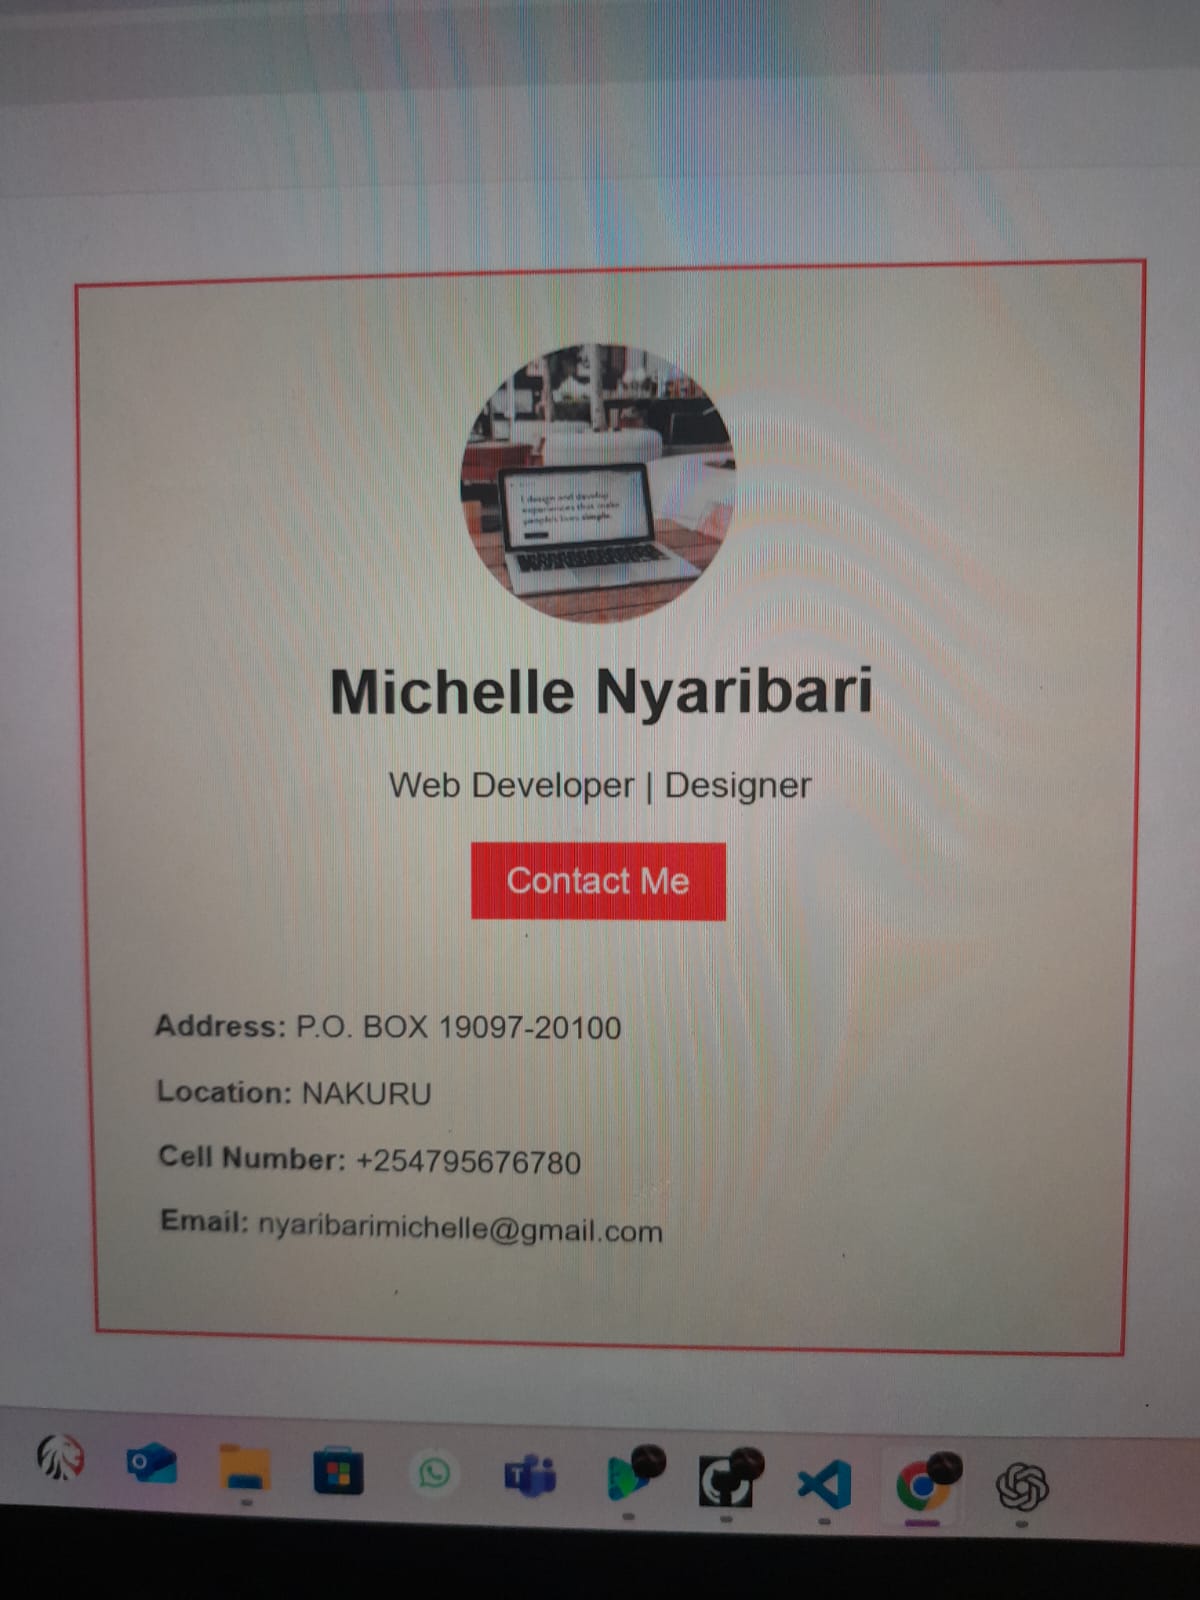 I design and develop
experiences that make
people's lives simple.
Michelle Nyaribari
Web Developer | Designer
Contact Me
Address: P.O. BOX 19097-20100
Location: NAKURU
Cell Number: +254795676780
Email: nyaribarimichelle@gmail.com